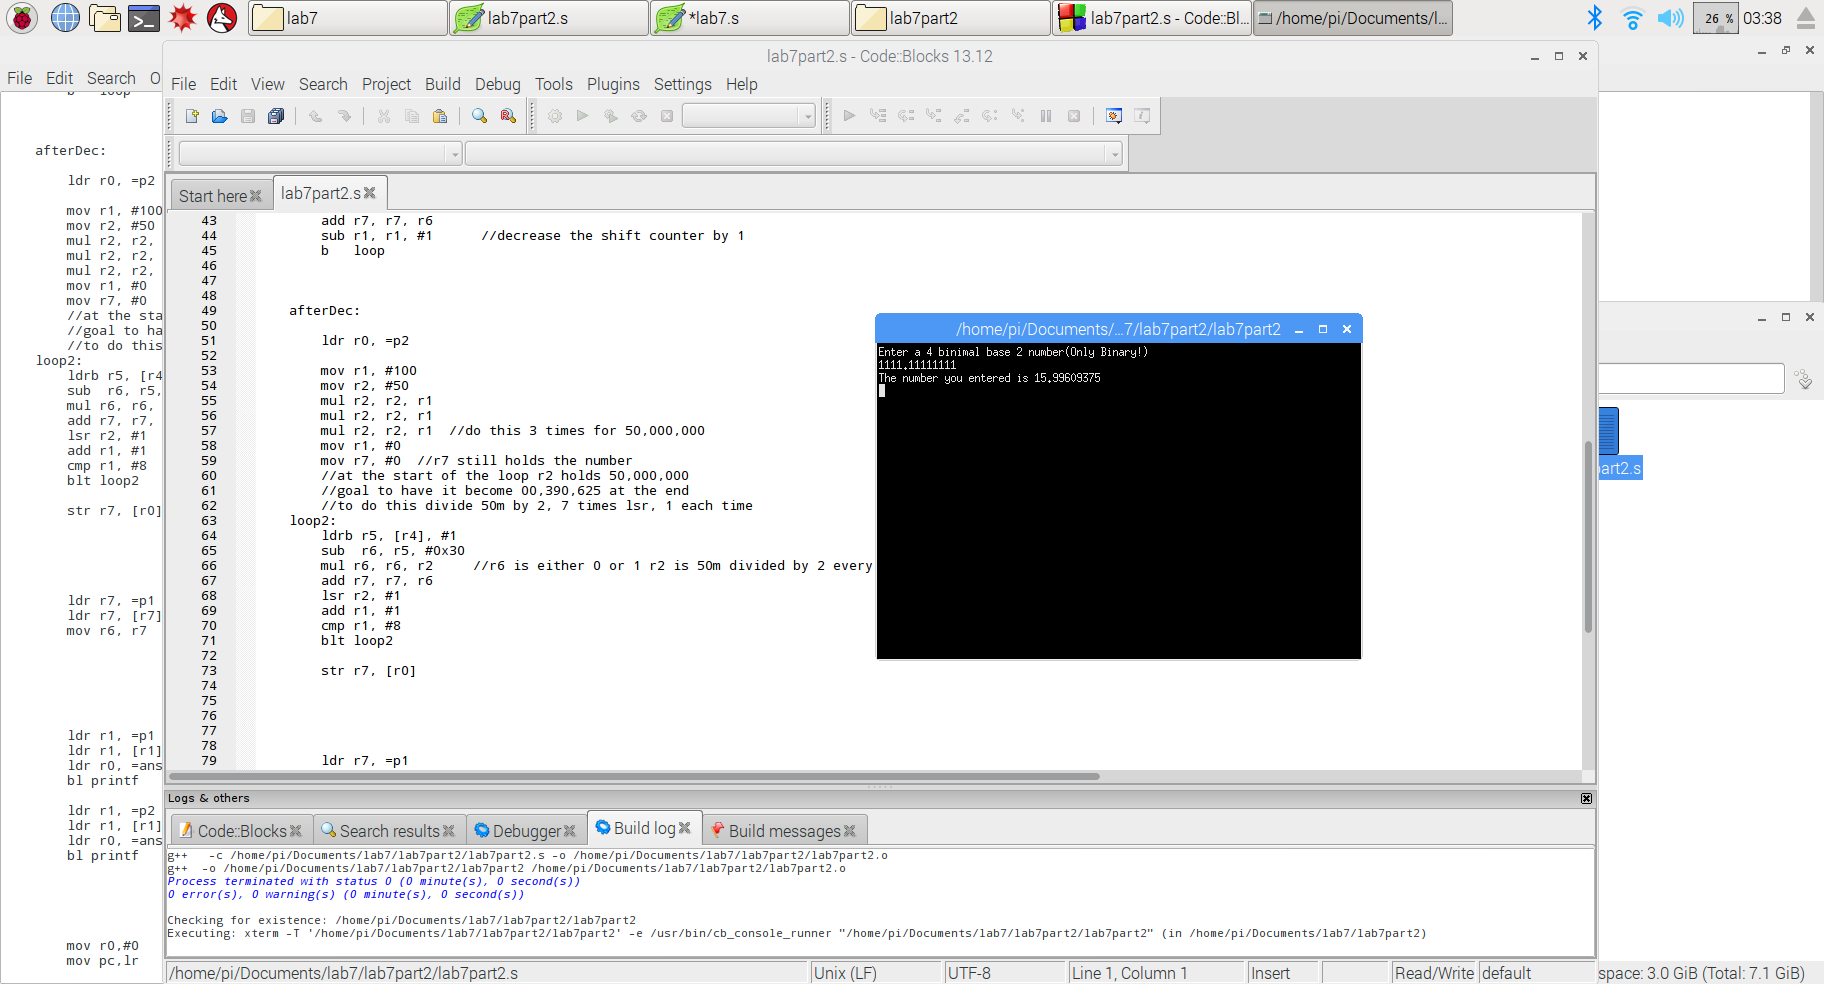 lab7
lab7part2.s
*lab7.s
lab7part2
lab7part2.s - Code::Bl...
/home/pi/Documents/l...
26 %
03:38
File Edit Search O
b loop
afterDec:
ldr r0, =p2
mov r1, #100
mov r2, #50
mul r2, r2,
mul r2, r2,
mul r2, r2,
mov r1, #0
mov r7, #0
//at the sta
//goal to ha
//to do this
loop2:
ldrb r5, [r4
sub r6, r5,
mul r6, r6,
add r7, r7,
lsr r2, #1
add r1, #1
cmp r1, #8
blt loop2
str r7, [r0]
ldr r7, =p1
ldr r7, [r7]
mov r6, r7
ldr r1, =p1
ldr r1, [r1]
ldr r0, =ans
bl printf
ldr r1, =p2
ldr r1, [r1]
ldr r0, =ans
bl printf
mov r0,#0
mov pc,lr
lab7part2.s - Code::Blocks 13.12
File Edit View Search Project Build Debug Tools Plugins Settings Help
Start here
lab7part2.s
43 add r7, r7, r6
44 sub r1, r1, #1 //decrease the shift counter by 1
45 b loop
46
47
48
49 afterDec:
50
51 ldr r0, =p2
52
53 mov r1, #100
54 mov r2, #50
55 mul r2, r2, r1
56 mul r2, r2, r1
57 mul r2, r2, r1 //do this 3 times for 50,000,000
58 mov r1, #0
59 mov r7, #0 //r7 still holds the number
60 //at the start of the loop r2 holds 50,000,000
61 //goal to have it become 00,390,625 at the end
62 //to do this divide 50m by 2, 7 times lsr, 1 each time
63 loop2:
64 ldrb r5, [r4], #1
65 sub r6, r5, #0x30
66 mul r6, r6, r2 //r6 is either 0 or 1 r2 is 50m divided by 2 every
67 add r7, r7, r6
68 lsr r2, #1
69 add r1, #1
70 cmp r1, #8
71 blt loop2
72
73 str r7, [r0]
74
75
76
77
78
79 ldr r7, =p1
/home/pi/Documents/...7/lab7part2/lab7part2
Enter a 4 binimal base 2 number(Only Binary!)
1111.11111111
The number you entered is 15.99609375
part2.s
Logs & others
Code::Blocks
Search results
Debugger
Build log
Build messages
g++ -c /home/pi/Documents/lab7/lab7part2/lab7part2.s -o /home/pi/Documents/lab7/lab7part2/lab7part2.o
g++ -o /home/pi/Documents/lab7/lab7part2/lab7part2 /home/pi/Documents/lab7/lab7part2/lab7part2.o
Process terminated with status 0 (0 minute(s), 0 second(s))
0 error(s), 0 warning(s) (0 minute(s), 0 second(s))
Checking for existence: /home/pi/Documents/lab7/lab7part2/lab7part2
Executing: xterm -T '/home/pi/Documents/lab7/lab7part2/lab7part2' -e /usr/bin/cb_console_runner "/home/pi/Documents/lab7/lab7part2/lab7part2" (in /home/pi/Documents/lab7/lab7part2)
/home/pi/Documents/lab7/lab7part2/lab7part2.s
Unix (LF)
UTF-8
Line 1, Column 1
Insert
Read/Write
default
space: 3.0 GiB (Total: 7.1 GiB)